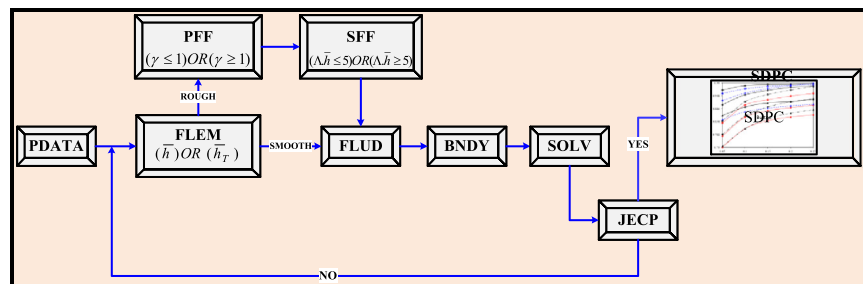 PFF
(γ ≤ 1)OR(γ ≥ 1)
SFF
(Λh̅ ≤ 5)OR(Λh̅ ≥ 5)
SDPC
SDPC
ROUGH
PDATA
FLEM
(h̅) OR (h̅_T)
SMOOTH
FLUD
BNDY
SOLV
YES
JECP
NO